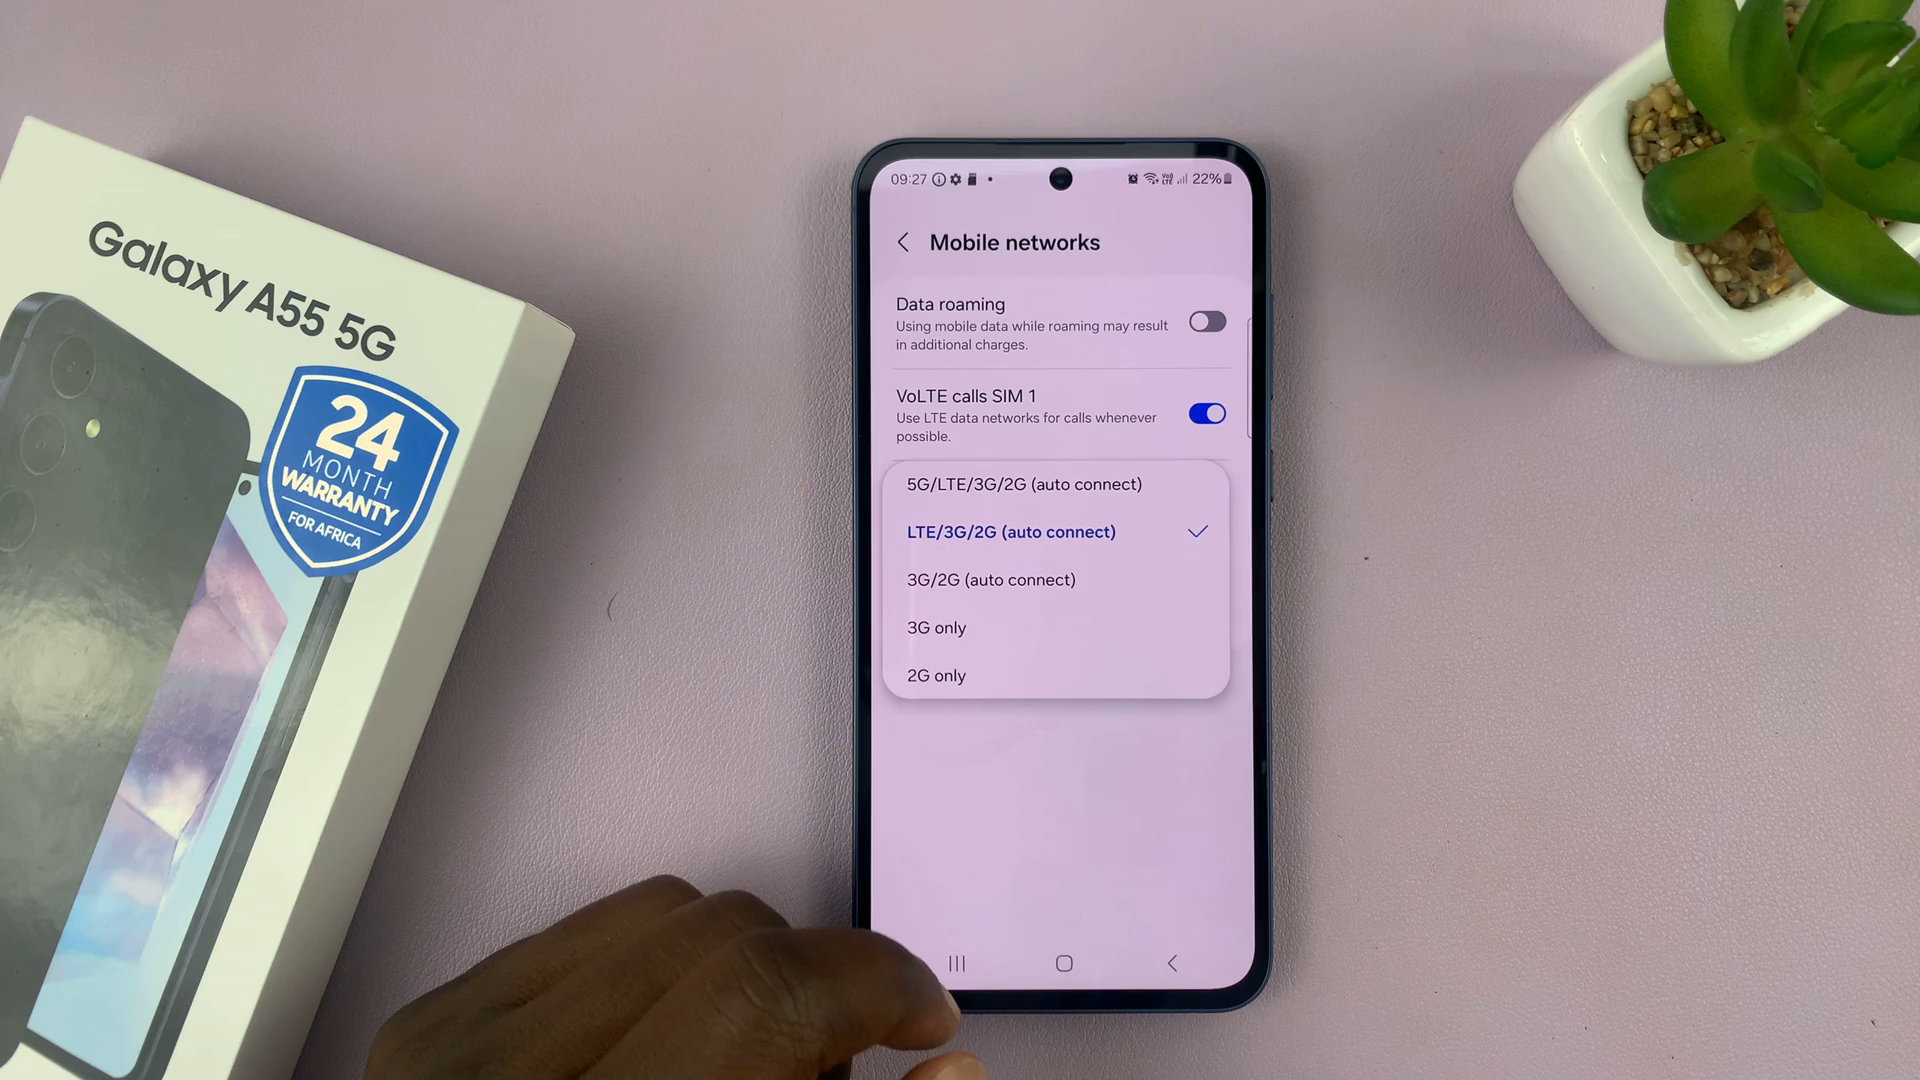 Galaxy A55 5G
24
MONTH
WARRANTY
FOR AFRICA
09:27
22%
Mobile networks
Data roaming
Using mobile data while roaming may result
in additional charges.
VoLTE calls SIM 1
Use LTE data networks for calls whenever
possible.
5G/LTE/3G/2G (auto connect)
LTE/3G/2G (auto connect)
3G/2G (auto connect)
3G only
2G only